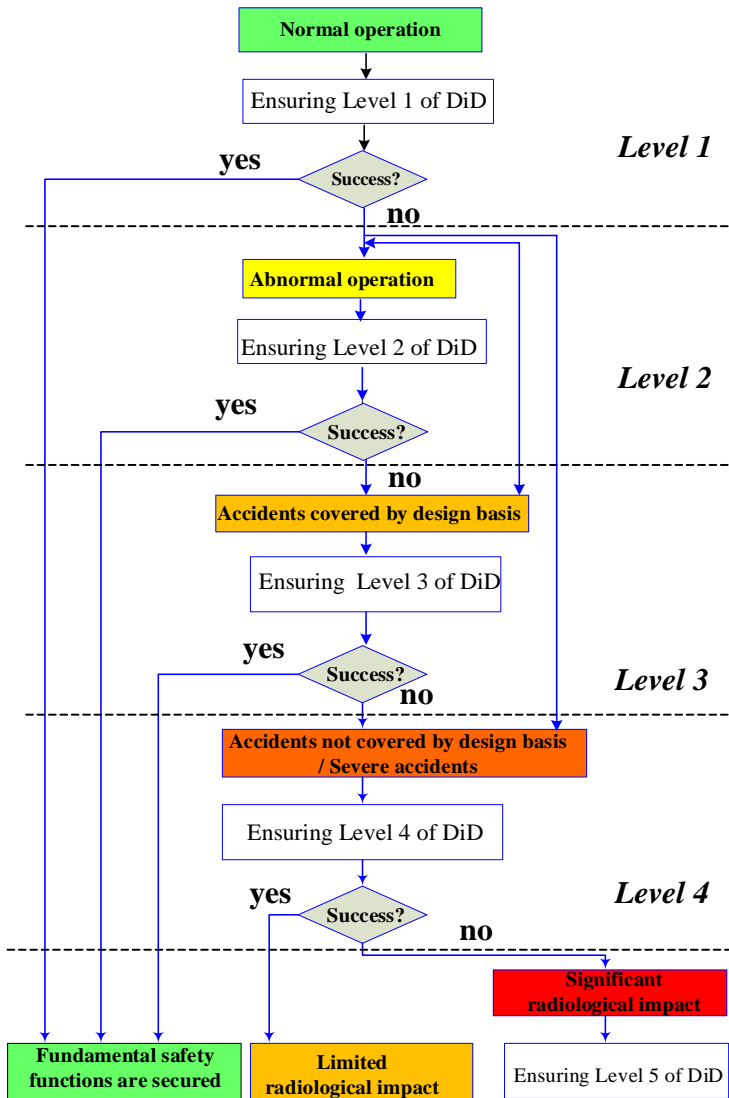 Normal operation
Ensuring Level 1 of DiD
Level 1
yes
Success?
no
Abnormal operation
Ensuring Level 2 of DiD
Level 2
yes
Success?
no
Accidents covered by design basis
Ensuring Level 3 of DiD
yes
Success?
Level 3
no
Accidents not covered by design basis
/ Severe accidents
Ensuring Level 4 of DiD
yes
Success?
Level 4
no
Significant
radiological impact
Fundamental safety
functions are secured
Limited
radiological impact
Ensuring Level 5 of DiD